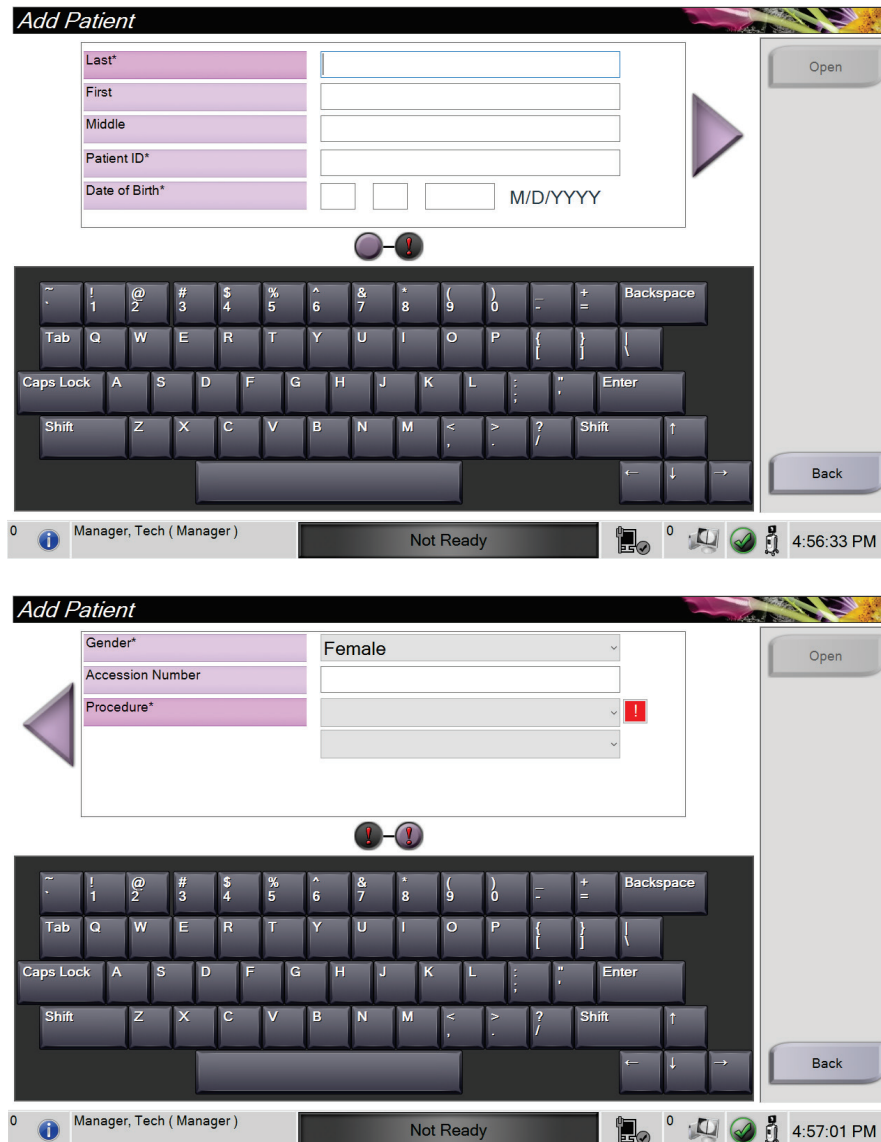 Add Patient
Last*
Open
First
Middle
Patient ID*
Date of Birth* M/D/YYYY
~ ! @ # $ % ^ & * ( ) _ + Backspace
` 1 2 3 4 5 6 7 8 9 0 - =
Tab Q W E R T Y U I O P { } |
[ ] \
Caps Lock A S D F G H J K L : " Enter
; '
Shift Z X C V B N M < > ? Shift ↑
, . /
← ↓ →
Back
0 Manager, Tech ( Manager ) Not Ready 0 4:56:33 PM
Add Patient
Gender* Female
Open
Accession Number
Procedure* !
~ ! @ # $ % ^ & * ( ) _ + Backspace
` 1 2 3 4 5 6 7 8 9 0 - =
Tab Q W E R T Y U I O P { } |
[ ] \
Caps Lock A S D F G H J K L : " Enter
; '
Shift Z X C V B N M < > ? Shift ↑
, . /
← ↓ →
Back
0 Manager, Tech ( Manager ) Not Ready 0 4:57:01 PM